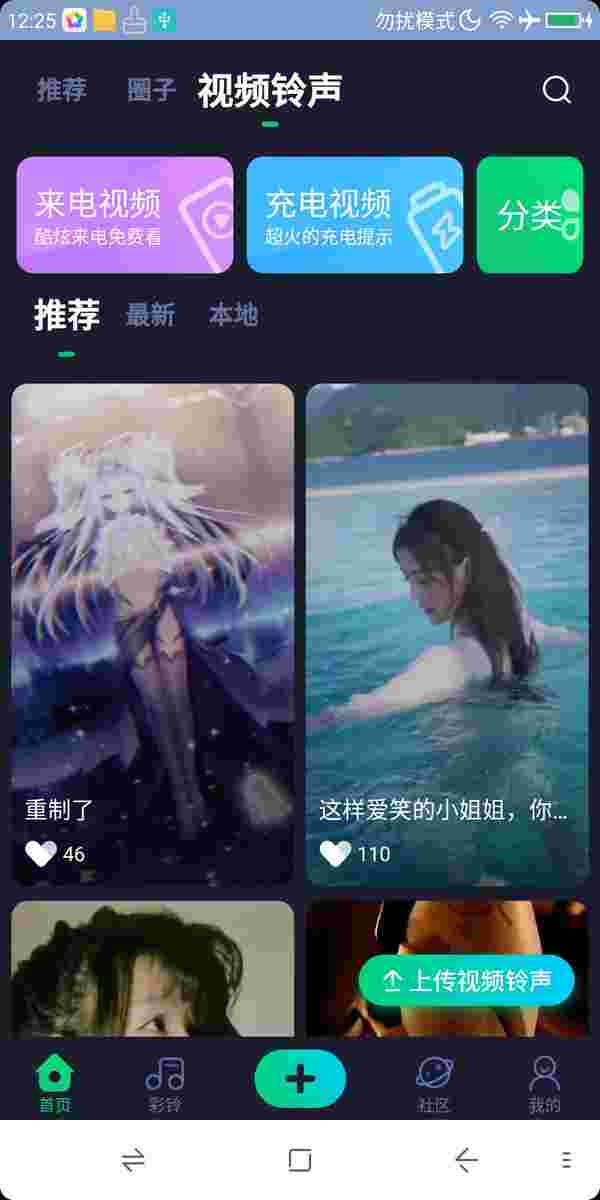 12:25 勿扰模式
推荐 圈子 视频铃声
来电视频 充电视频 分类
酷炫来电免费看 超火的充电提示
推荐 最新 本地
重制了 这样爱笑的小姐姐，你...
46 110
上传视频铃声
首页 彩铃 社区 我的